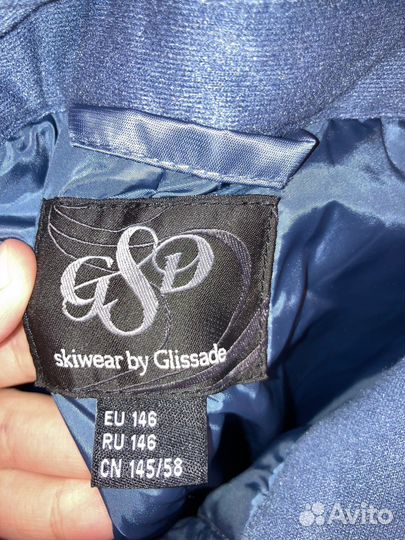 GSD
skiwear by Glissade
EU 146
RU 146
CN 145/58
Avito